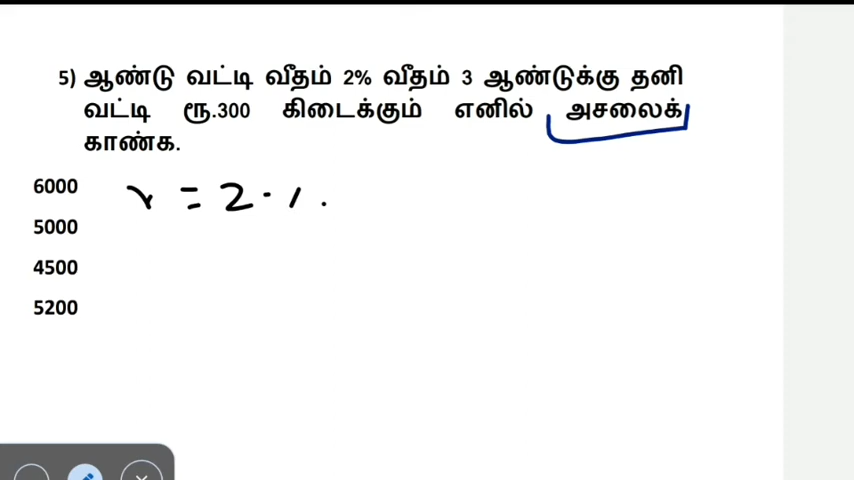 5) ஆண்டு வட்டி வீதம் 2% வீதம் 3 ஆண்டுக்கு தனி
வட்டி ரூ.300 கிடைக்கும் எனில் அசலைக்
காண்க.
6000
r = 2 %.
5000
4500
5200